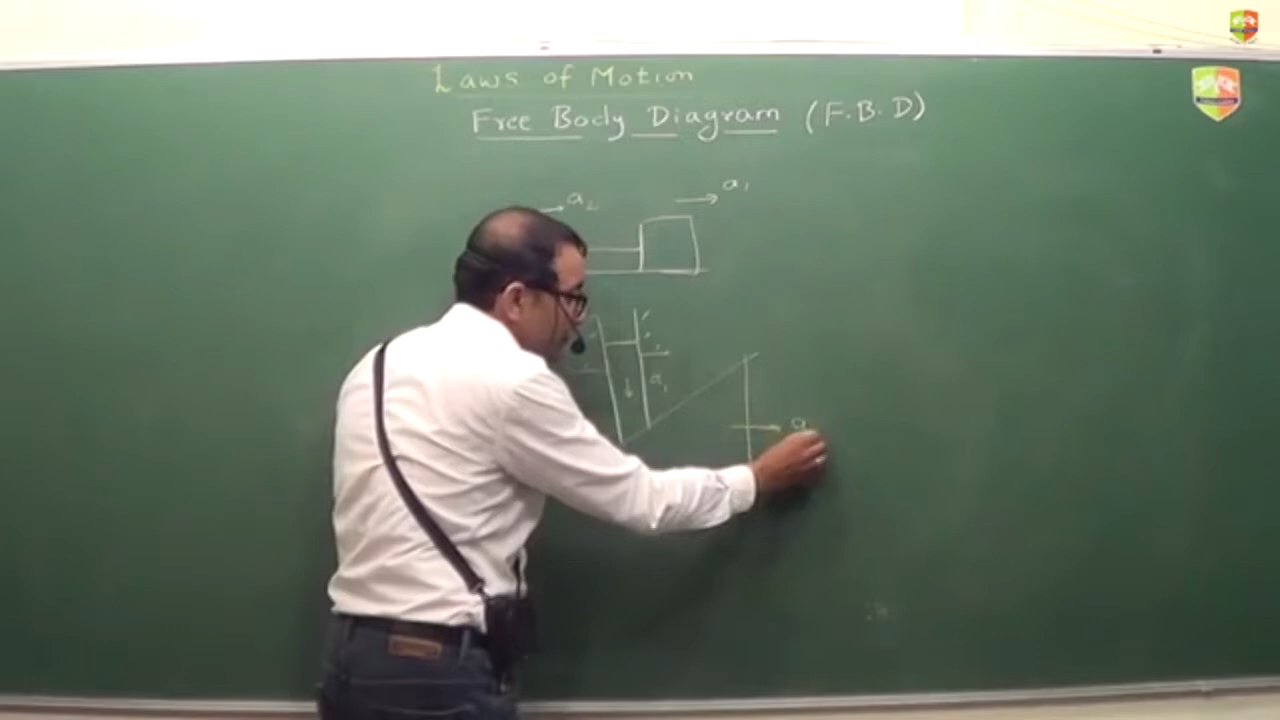 Laws of Motion
Free Body Diagram (F.B.D)
a₂
a₁
a₁
a